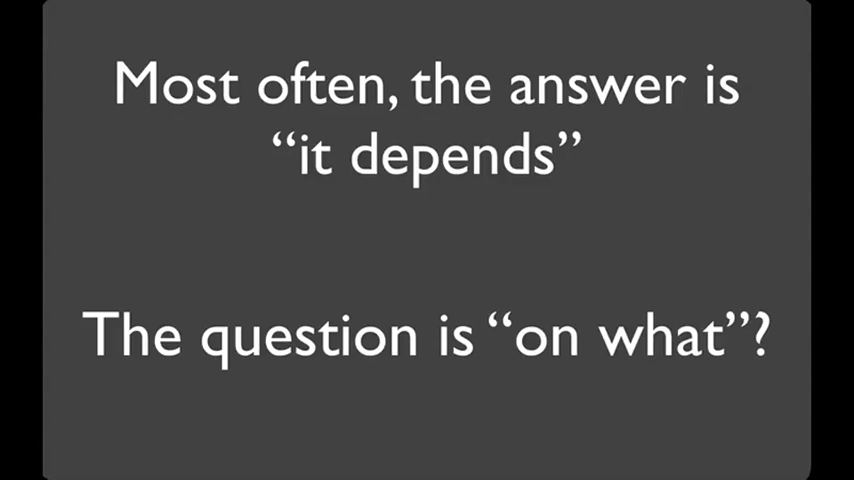 Most often, the answer is
“it depends”
The question is “on what”?